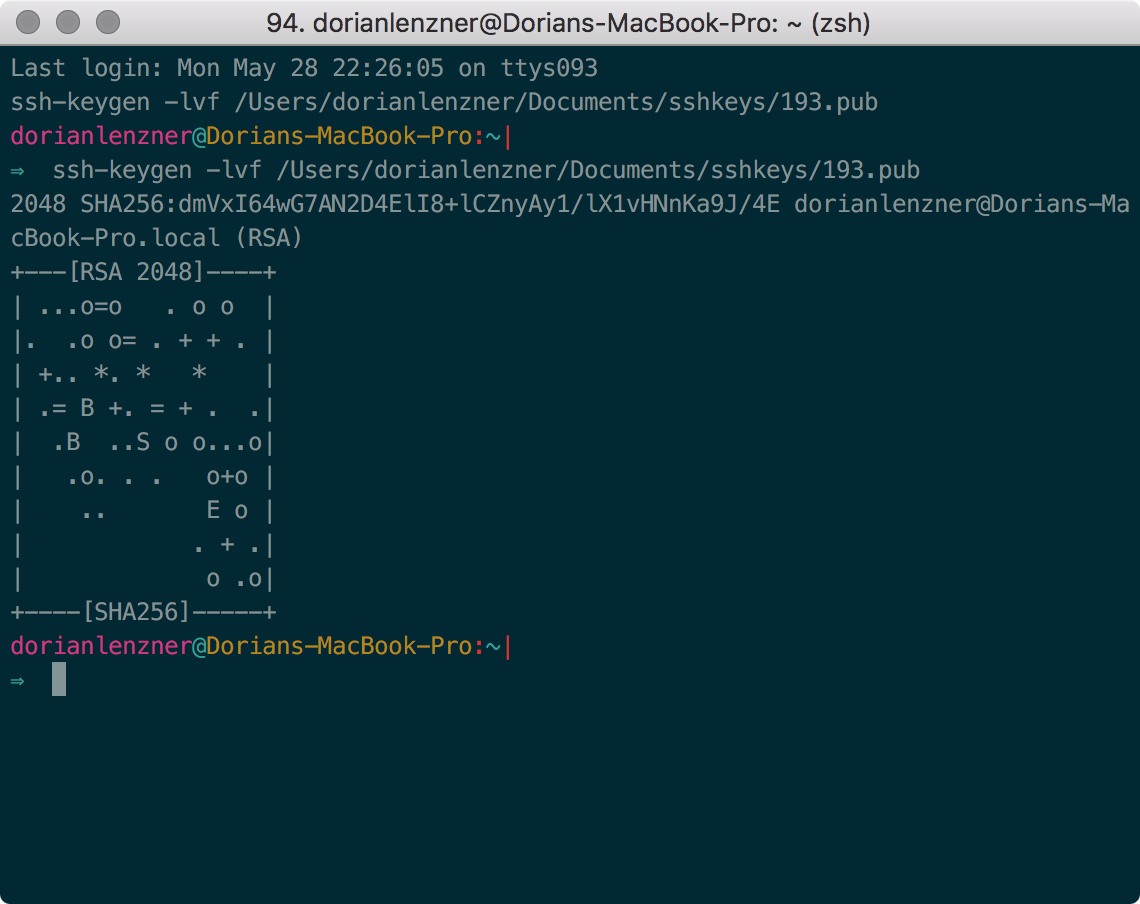 94. dorianlenzner@Dorians-MacBook-Pro: ~ (zsh)
Last login: Mon May 28 22:26:05 on ttys093
ssh-keygen -lvf /Users/dorianlenzner/Documents/sshkeys/193.pub
dorianlenzner@Dorians-MacBook-Pro:~|
⇒  ssh-keygen -lvf /Users/dorianlenzner/Documents/sshkeys/193.pub
2048 SHA256:dmVxI64wG7AN2D4ElI8+lCZnyAy1/lX1vHNnKa9J/4E dorianlenzner@Dorians-Ma
cBook-Pro.local (RSA)
+---[RSA 2048]----+
| ...o=o   . o o  |
|.  .o o= . + + . |
| +.. *. *   *    |
| .= B +. = + .  .|
|  .B  ..S o o...o|
|   .o. . .   o+o |
|    ..       E o |
|            . + .|
|             o .o|
+----[SHA256]-----+
dorianlenzner@Dorians-MacBook-Pro:~|
⇒